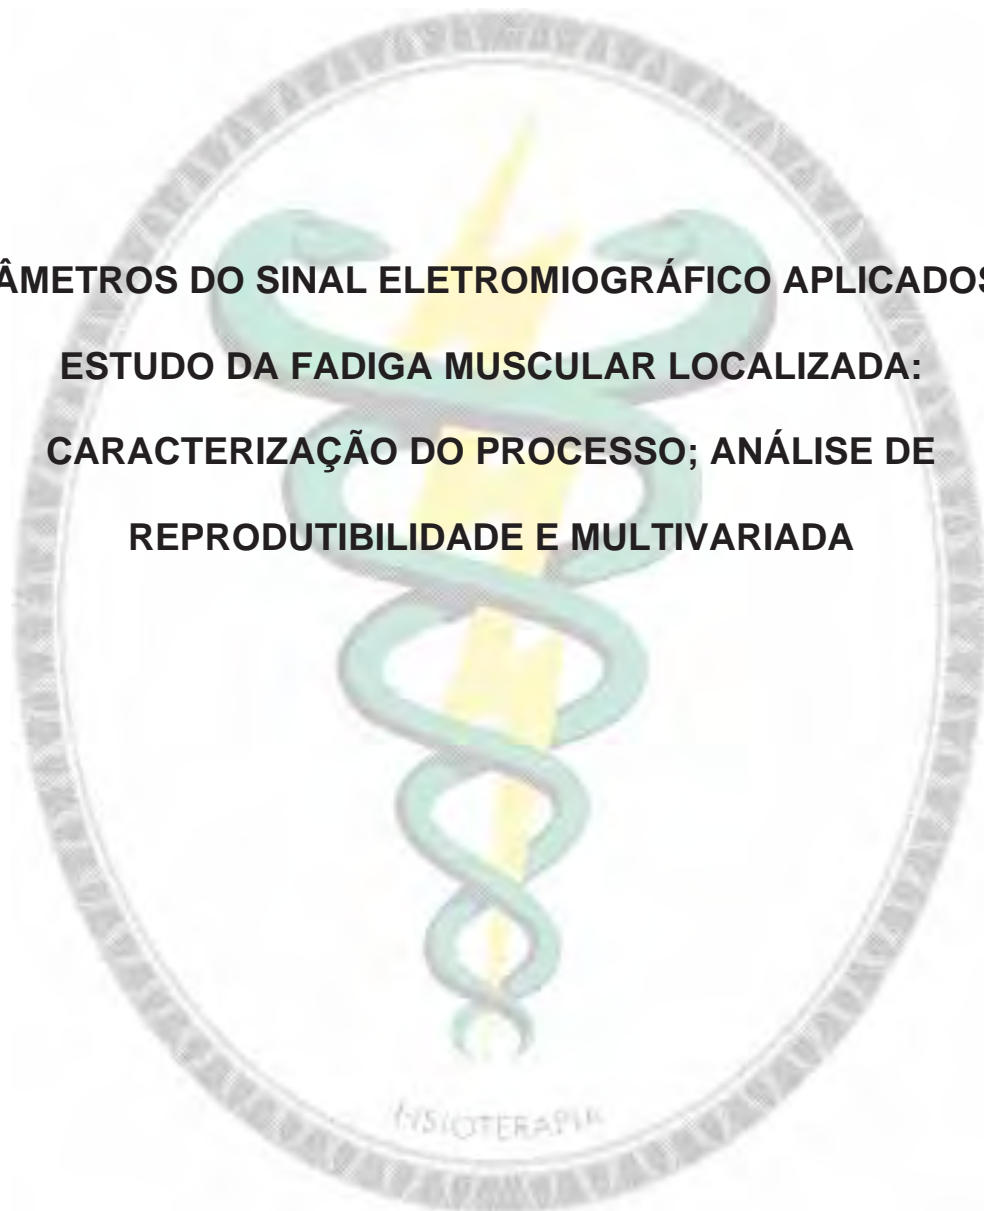 ÂMETROS DO SINAL ELETROMIOGRÁFICO APLICADOS
ESTUDO DA FADIGA MUSCULAR LOCALIZADA:
CARACTERIZAÇÃO DO PROCESSO; ANÁLISE DE
REPRODUTIBILIDADE E MULTIVARIADA
FISIOTERAPIA